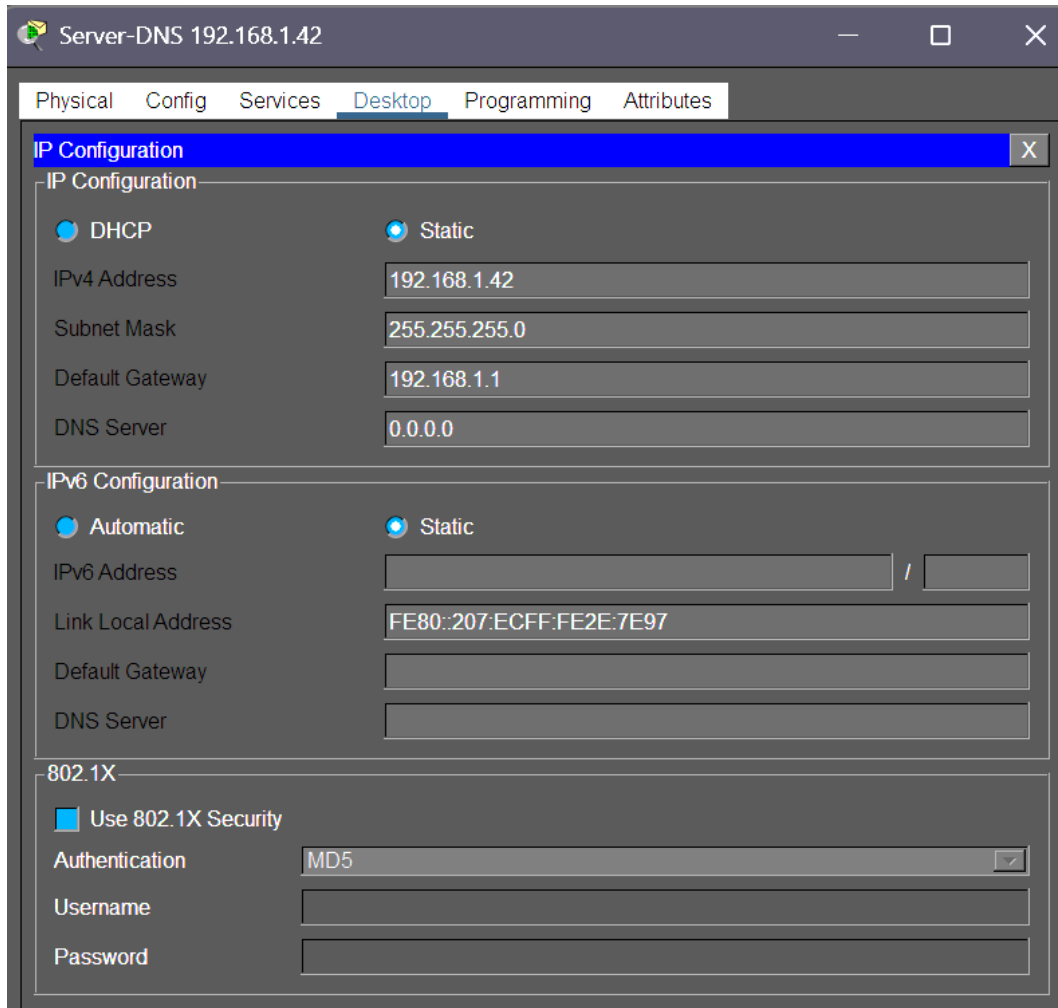 Server-DNS 192.168.1.42
Physical Config Services Desktop Programming Attributes
IP Configuration X
IP Configuration
DHCP Static
IPv4 Address 192.168.1.42
Subnet Mask 255.255.255.0
Default Gateway 192.168.1.1
DNS Server 0.0.0.0
IPv6 Configuration
Automatic Static
IPv6 Address /
Link Local Address FE80::207:ECFF:FE2E:7E97
Default Gateway
DNS Server
802.1X
Use 802.1X Security
Authentication MD5
Username
Password